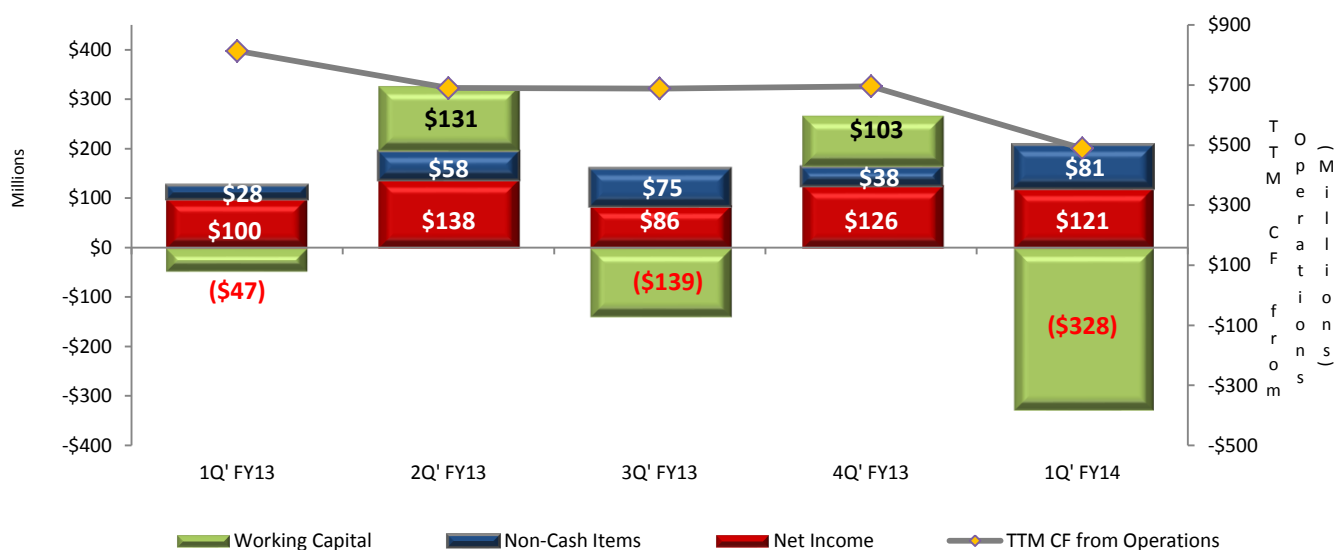 Millions
$400
$300
$200
$100
$0
-$100
-$200
-$300
-$400
$28
$100
($47)
$131
$58
$138
$75
$86
($139)
$103
$38
$126
$81
$121
($328)
$900
$700
$500
$300
$100
-$100
-$300
-$500
TTM CF from
Operations
(Millions)
1Q' FY13
2Q' FY13
3Q' FY13
4Q' FY13
1Q' FY14
Working Capital
Non-Cash Items
Net Income
TTM CF from Operations